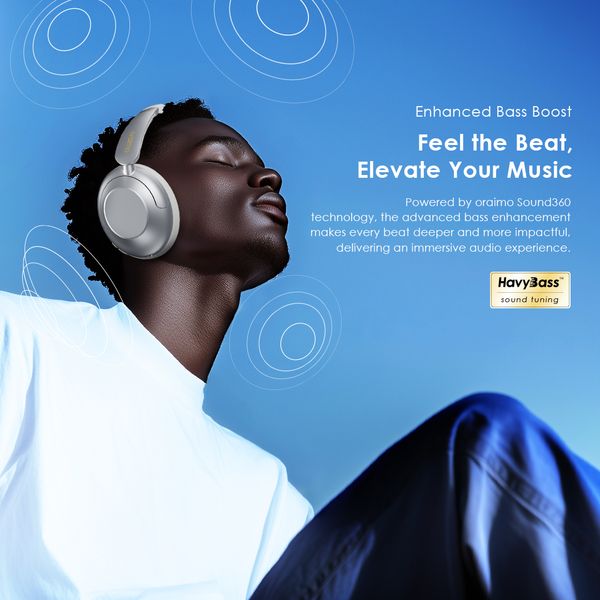 Enhanced Bass Boost
Feel the Beat,
Elevate Your Music
Powered by oraimo Sound360
technology, the advanced bass enhancement
makes every beat deeper and more impactful,
delivering an immersive audio experience.
HavyBass™
sound tuning